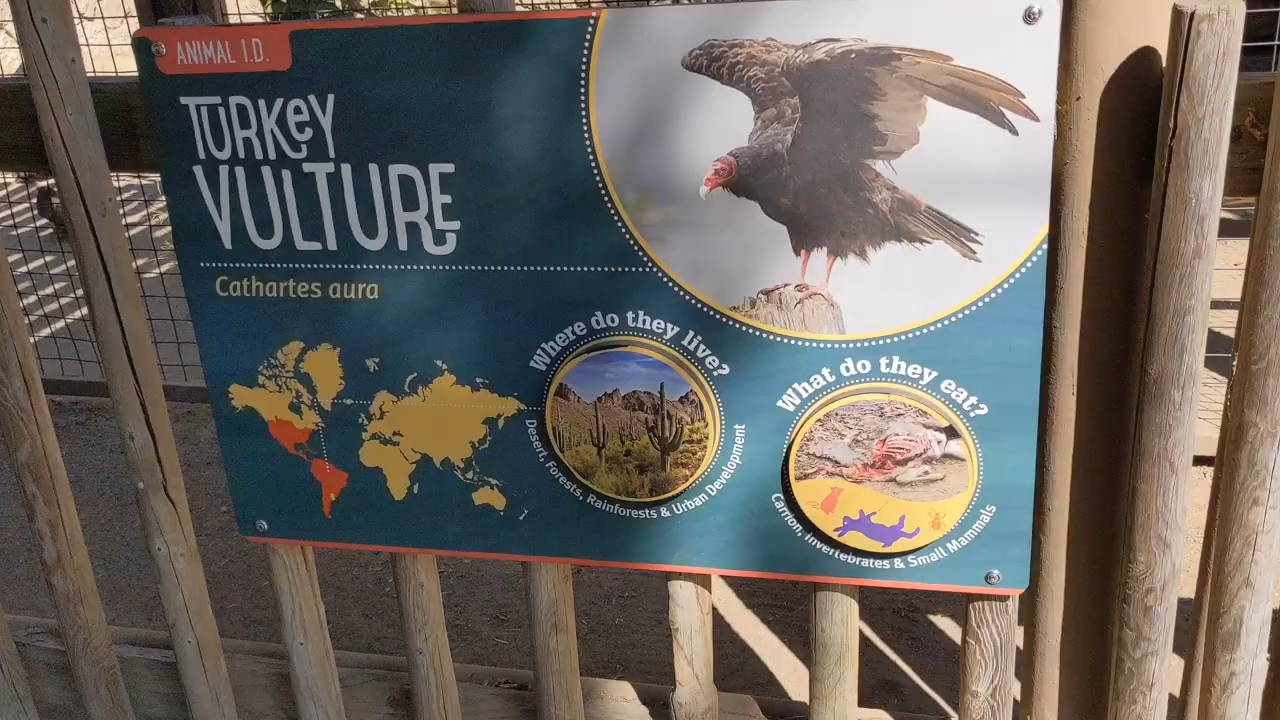 ANIMAL I.D.
TURKey
VULTURE
Cathartes aura
Where do they live?
Desert, Forests, Rainforests & Urban Development
What do they eat?
Carrion, Invertebrates & Small Mammals